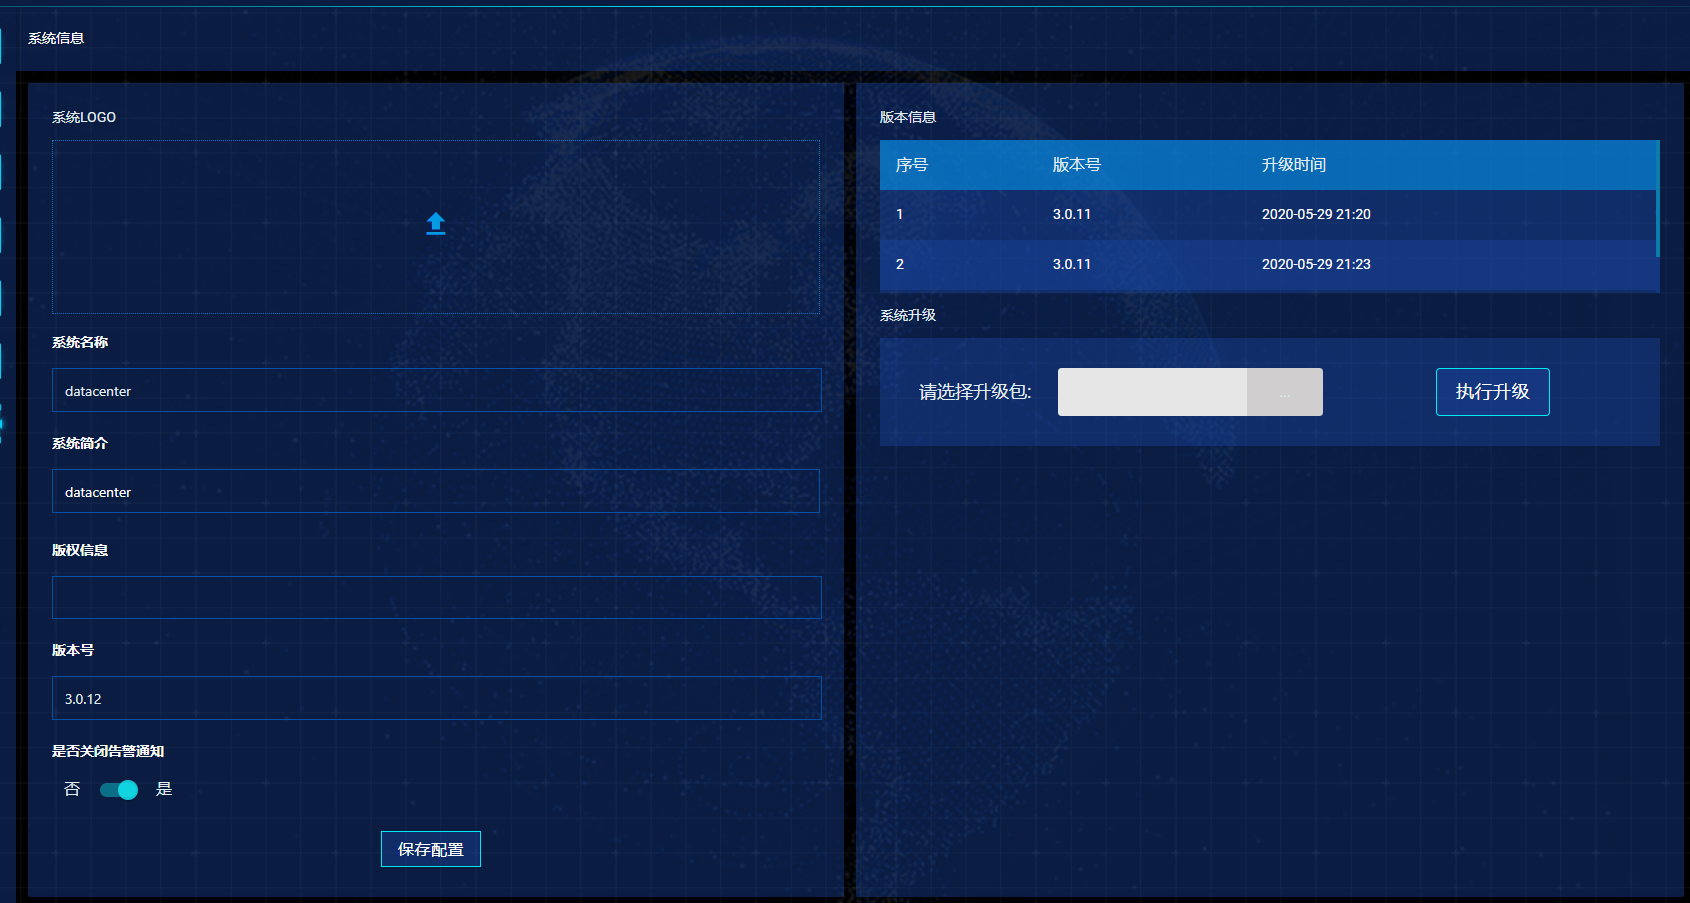 系统信息
系统LOGO
系统名称
datacenter
系统简介
datacenter
版权信息
版本号
3.0.12
是否关闭告警通知
否 是
保存配置
版本信息
序号 版本号 升级时间
1 3.0.11 2020-05-29 21:20
2 3.0.11 2020-05-29 21:23
系统升级
请选择升级包: ... 执行升级